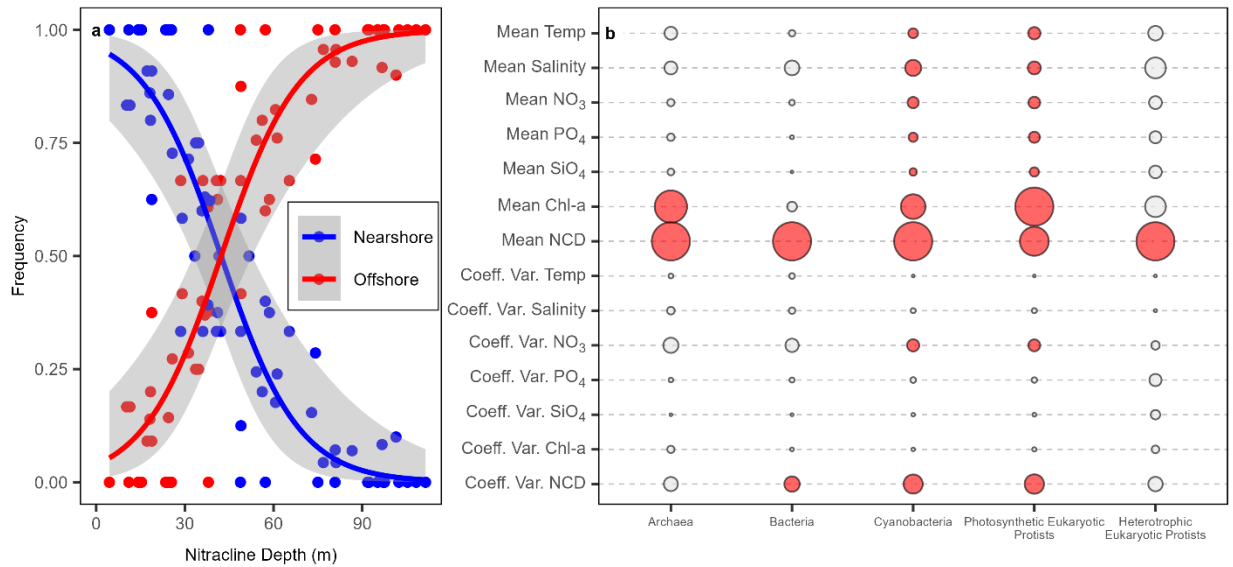 a
1.00
0.75
0.50
0.25
0.00
Frequency
0
30
60
90
Nitracline Depth (m)
Nearshore
Offshore
b
Mean Temp
Mean Salinity
Mean NO₃
Mean PO₄
Mean SiO₄
Mean Chl-a
Mean NCD
Coeff. Var. Temp
Coeff. Var. Salinity
Coeff. Var. NO₃
Coeff. Var. PO₄
Coeff. Var. SiO₄
Coeff. Var. Chl-a
Coeff. Var. NCD
Archaea
Bacteria
Cyanobacteria
Photosynthetic Eukaryotic
Protists
Heterotrophic
Eukaryotic Protists